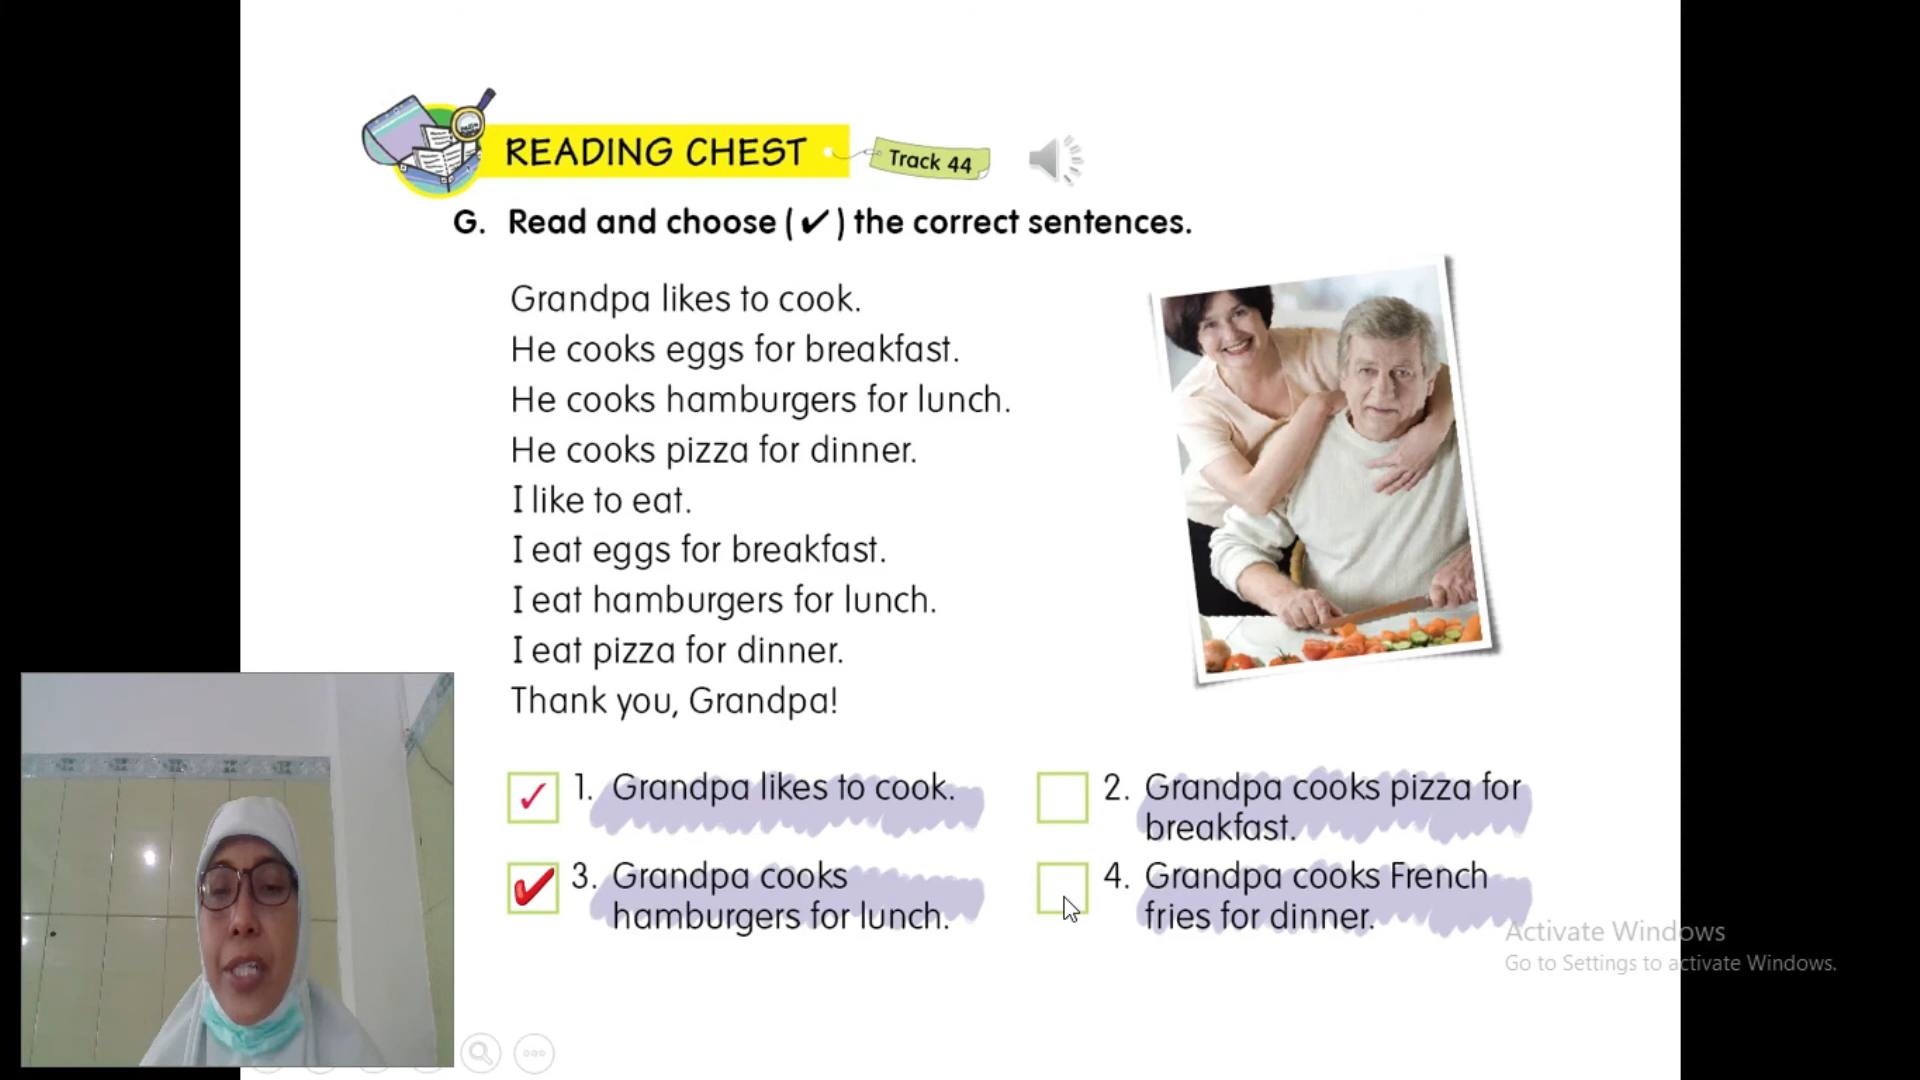 READING CHEST
Track 44
G. Read and choose ( ✔ ) the correct sentences.
Grandpa likes to cook.
He cooks eggs for breakfast.
He cooks hamburgers for lunch.
He cooks pizza for dinner.
I like to eat.
I eat eggs for breakfast.
I eat hamburgers for lunch.
I eat pizza for dinner.
Thank you, Grandpa!
✓ 1. Grandpa likes to cook.
2. Grandpa cooks pizza for
breakfast.
✔ 3. Grandpa cooks
hamburgers for lunch.
4. Grandpa cooks French
fries for dinner.
Activate Windows
Go to Settings to activate Windows.